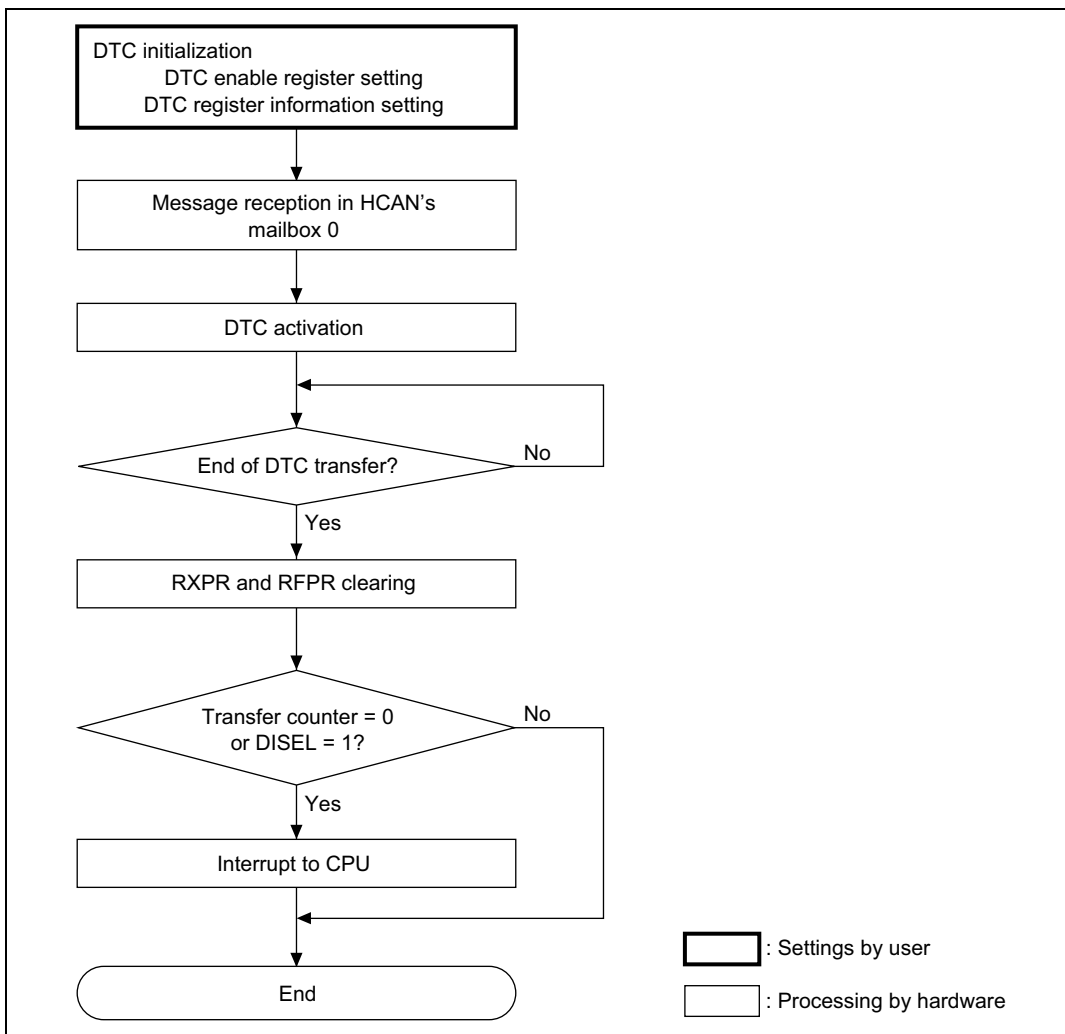 DTC initialization
DTC enable register setting
DTC register information setting
Message reception in HCAN's
mailbox 0
DTC activation
End of DTC transfer?
No
Yes
RXPR and RFPR clearing
Transfer counter = 0
or DISEL = 1?
No
Yes
Interrupt to CPU
End
: Settings by user
: Processing by hardware